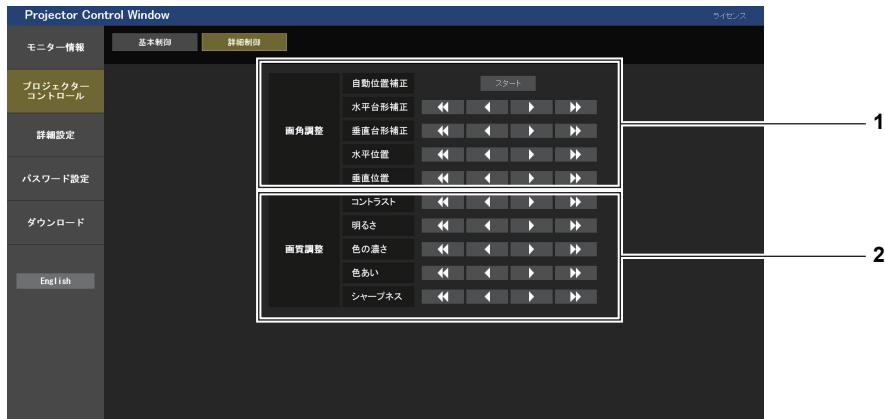 Projector Control Window
ライセンス
モニター情報
基本制御
詳細制御
プロジェクター
コントロール
詳細設定
パスワード設定
ダウンロード
English
画角調整
自動位置補正
スタート
水平台形補正
垂直台形補正
水平位置
垂直位置
1
画質調整
コントラスト
明るさ
色の濃さ
色あい
シャープネス
2